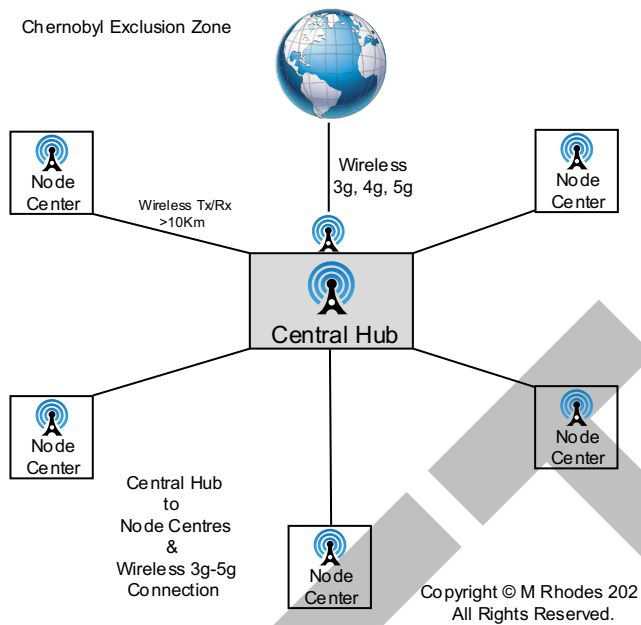 Chernobyl Exclusion Zone
Node
Center
Wireless Tx/Rx
>10Km
Wireless
3g, 4g, 5g
Node
Center
Central Hub
Node
Center
Node
Center
Central Hub
to
Node Centres
&
Wireless 3g-5g
Connection
Node
Center
Copyright © M Rhodes 202
All Rights Reserved.